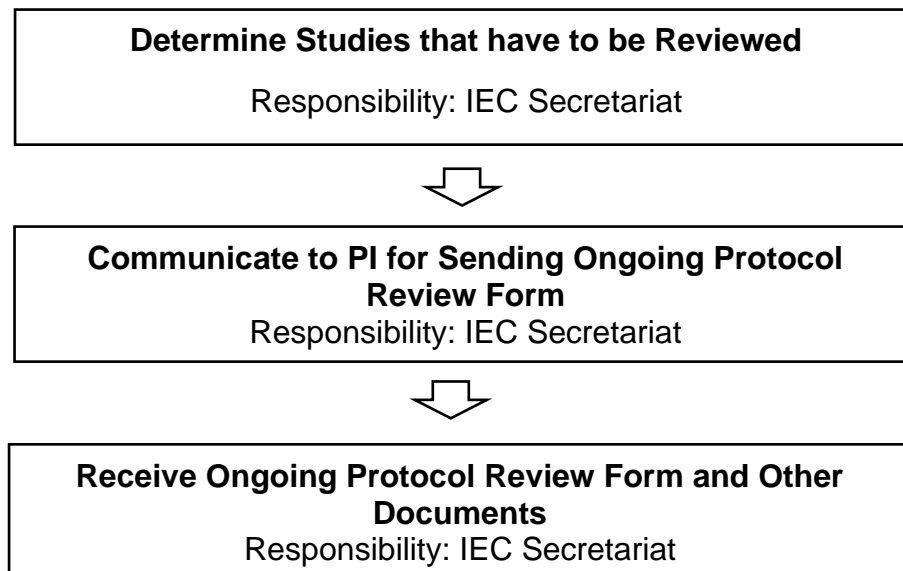 Determine Studies that have to be Reviewed
Responsibility: IEC Secretariat
Communicate to PI for Sending Ongoing Protocol
Review Form
Responsibility: IEC Secretariat
Receive Ongoing Protocol Review Form and Other
Documents
Responsibility: IEC Secretariat